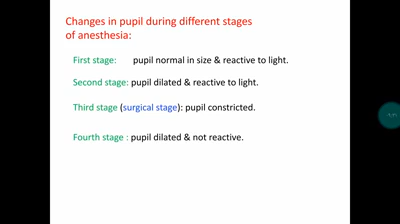 Changes in pupil during different stages
of anesthesia:
First stage: pupil normal in size & reactive to light.
Second stage: pupil dilated & reactive to light.
Third stage (surgical stage): pupil constricted.
Fourth stage : pupil dilated & not reactive.